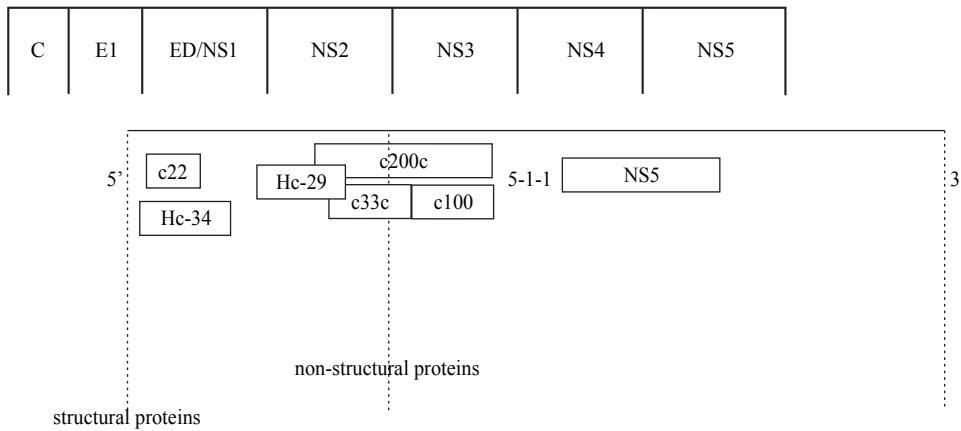 C E1 ED/NS1 NS2 NS3 NS4 NS5
c200c
5’ c22 Hc-29 5-1-1 NS5 3
Hc-34 c33c c100
non-structural proteins
structural proteins